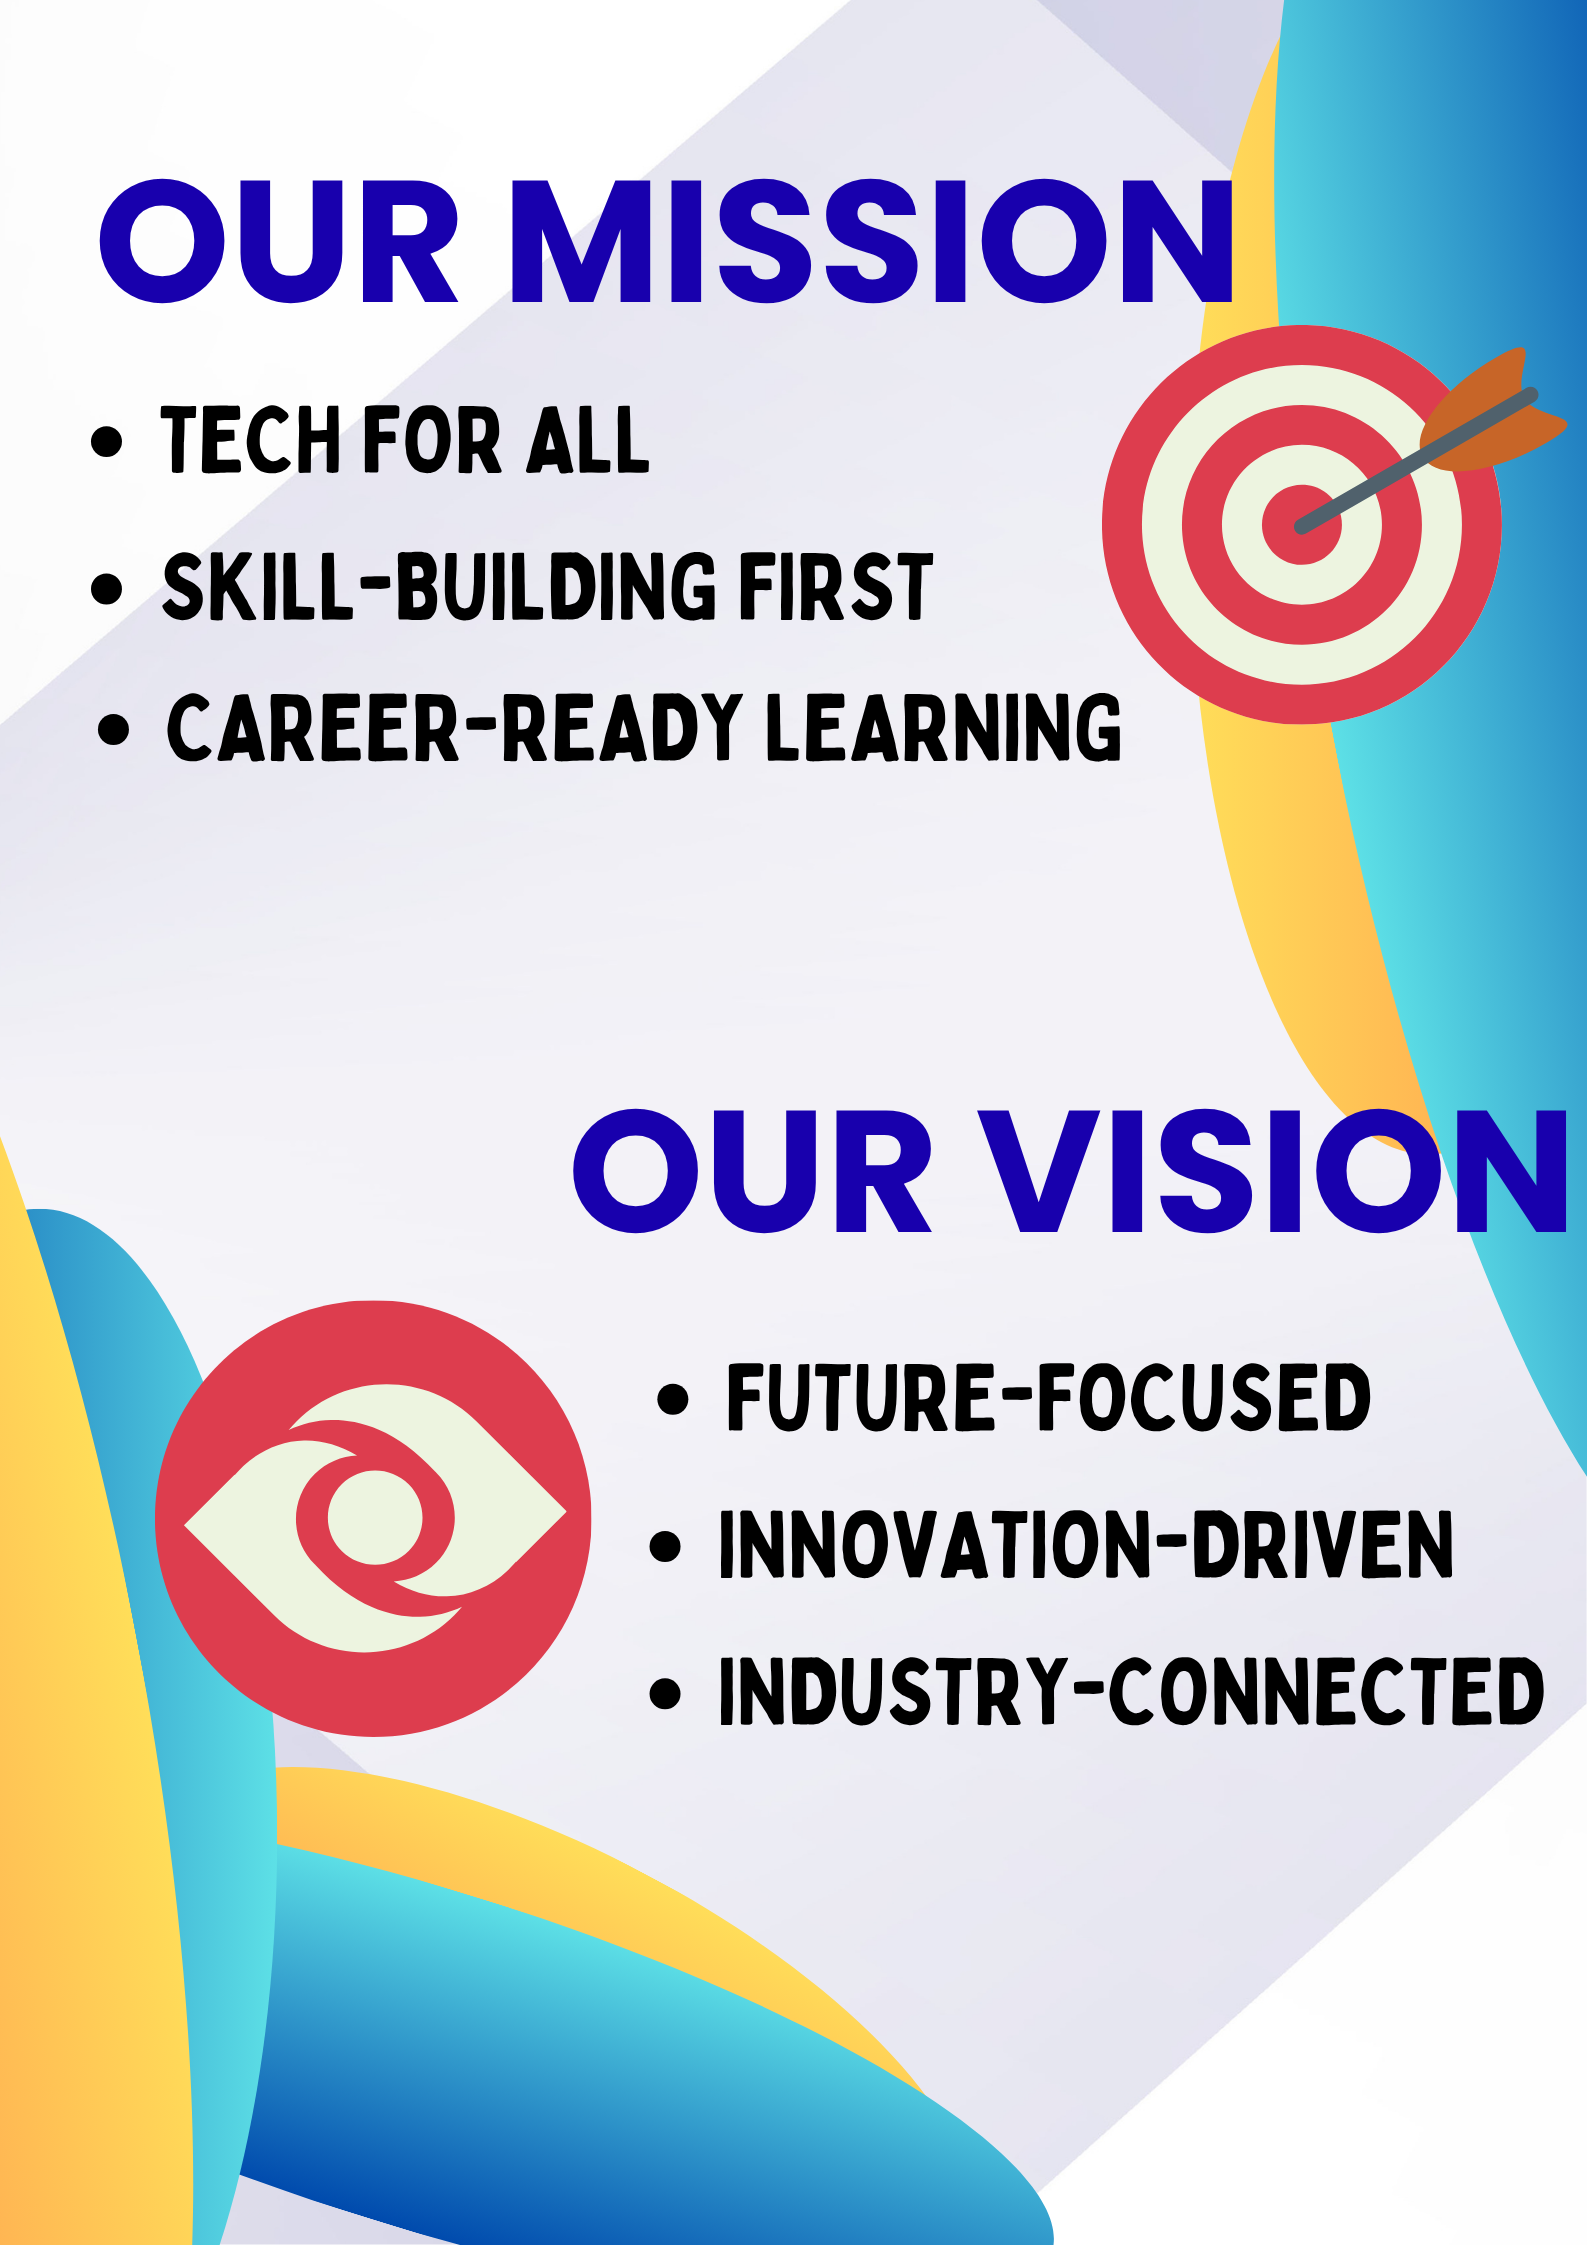 OUR MISSION
• TECH FOR ALL
• SKILL-BUILDING FIRST
• CAREER-READY LEARNING
OUR VISION
• FUTURE-FOCUSED
• INNOVATION-DRIVEN
• INDUSTRY-CONNECTED